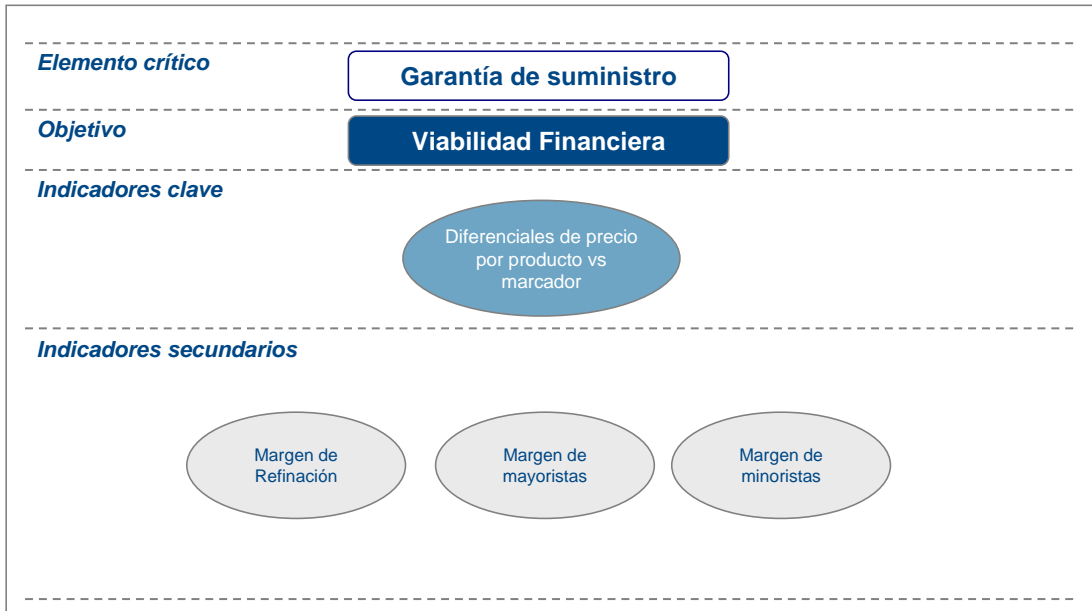 Elemento crítico
Garantía de suministro
Objetivo
Viabilidad Financiera
Indicadores clave
Diferenciales de precio
por producto vs
marcador
Indicadores secundarios
Margen de
Refinación
Margen de
mayoristas
Margen de
minoristas